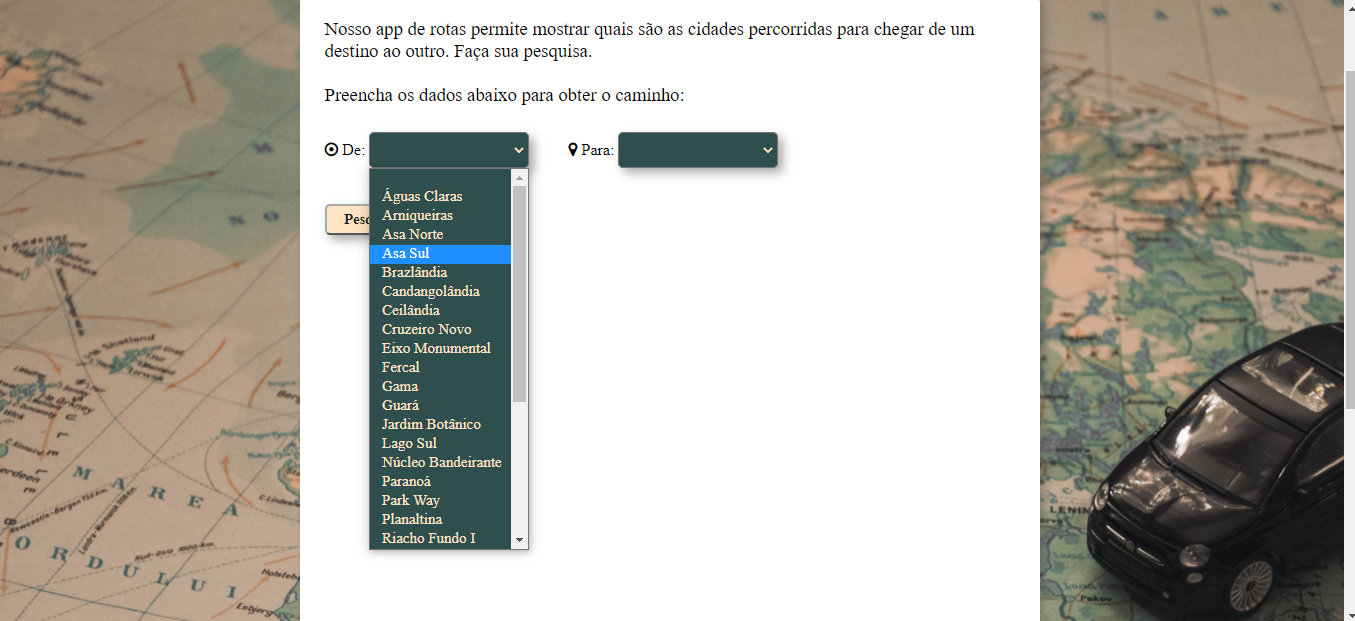 Nosso app de rotas permite mostrar quais são as cidades percorridas para chegar de um
destino ao outro. Faça sua pesquisa.
Preencha os dados abaixo para obter o caminho:
De:
Para:
Pesq
Águas Claras
Arniqueiras
Asa Norte
Asa Sul
Brazlândia
Candangolândia
Ceilândia
Cruzeiro Novo
Eixo Monumental
Fercal
Gama
Guará
Jardim Botânico
Lago Sul
Núcleo Bandeirante
Paranoá
Park Way
Planaltina
Riacho Fundo I
MAREA
NORDULUI
LENIN
Pskov